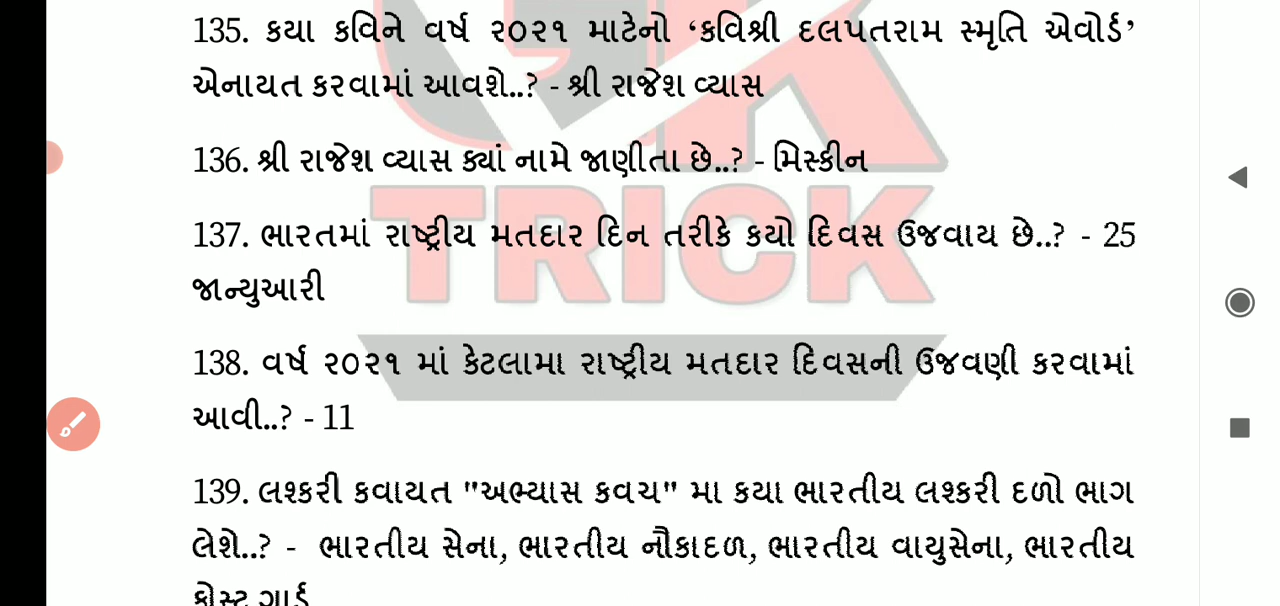 135. કયા કવિને વર્ષ ૨૦૨૧ માટેનો ‘કવિશ્રી દલપતરામ સ્મૃતિ એવોર્ડ’
એનાયત કરવામાં આવશે..? - શ્રી રાજેશ વ્યાસ
136. શ્રી રાજેશ વ્યાસ ક્યાં નામે જાણીતા છે..? - મિસ્કીન
TRICK
137. ભારતમાં રાષ્ટ્રીય મતદાર દિન તરીકે કયો દિવસ ઉજવાય છે..? - 25
જાન્યુઆરી
138. વર્ષ ૨૦૨૧ માં કેટલામા રાષ્ટ્રીય મતદાર દિવસની ઉજવણી કરવામાં
આવી..? - 11
139. લશ્કરી કવાયત "અભ્યાસ કવચ" મા કયા ભારતીય લશ્કરી દળો ભાગ
લેશે..? - ભારતીય સેના, ભારતીય નૌકાદળ, ભારતીય વાયુસેના, ભારતીય
કોસ્ટ ગાર્ડ